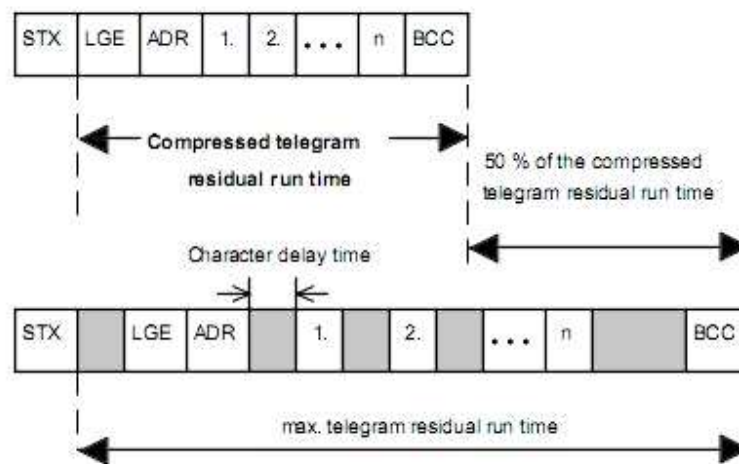 STX LGE ADR 1. 2. ... n BCC
Compressed telegram
residual run time
50 % of the compressed
telegram residual run time
Character delay time
STX LGE ADR 1. 2. ... n BCC
max. telegram residual run time